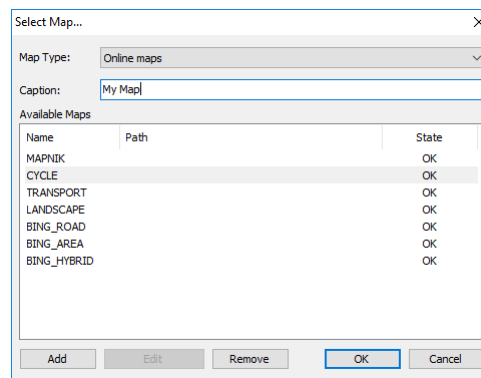 Select Map...
Map Type: Online maps
Caption: My Map
Available Maps
Name Path State
MAPNIK OK
CYCLE OK
TRANSPORT OK
LANDSCAPE OK
BING_ROAD OK
BING_AREA OK
BING_HYBRID OK
Add Edit Remove OK Cancel